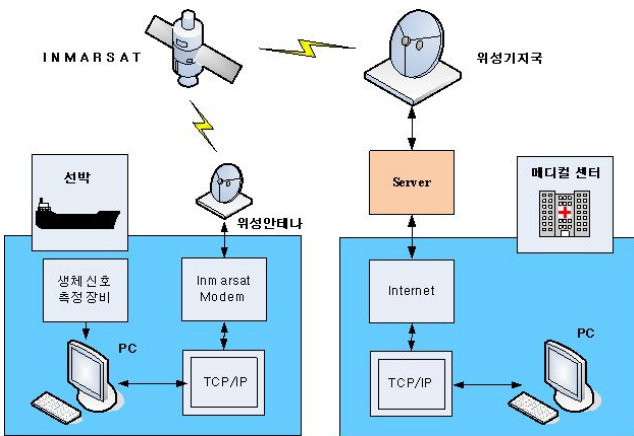 INMARSAT
위성기지국
선박
위성안테나
Server
메디컬 센터
생체신호
측정장비
Inmarsat
Modem
Internet
PC
TCP/IP
TCP/IP
PC